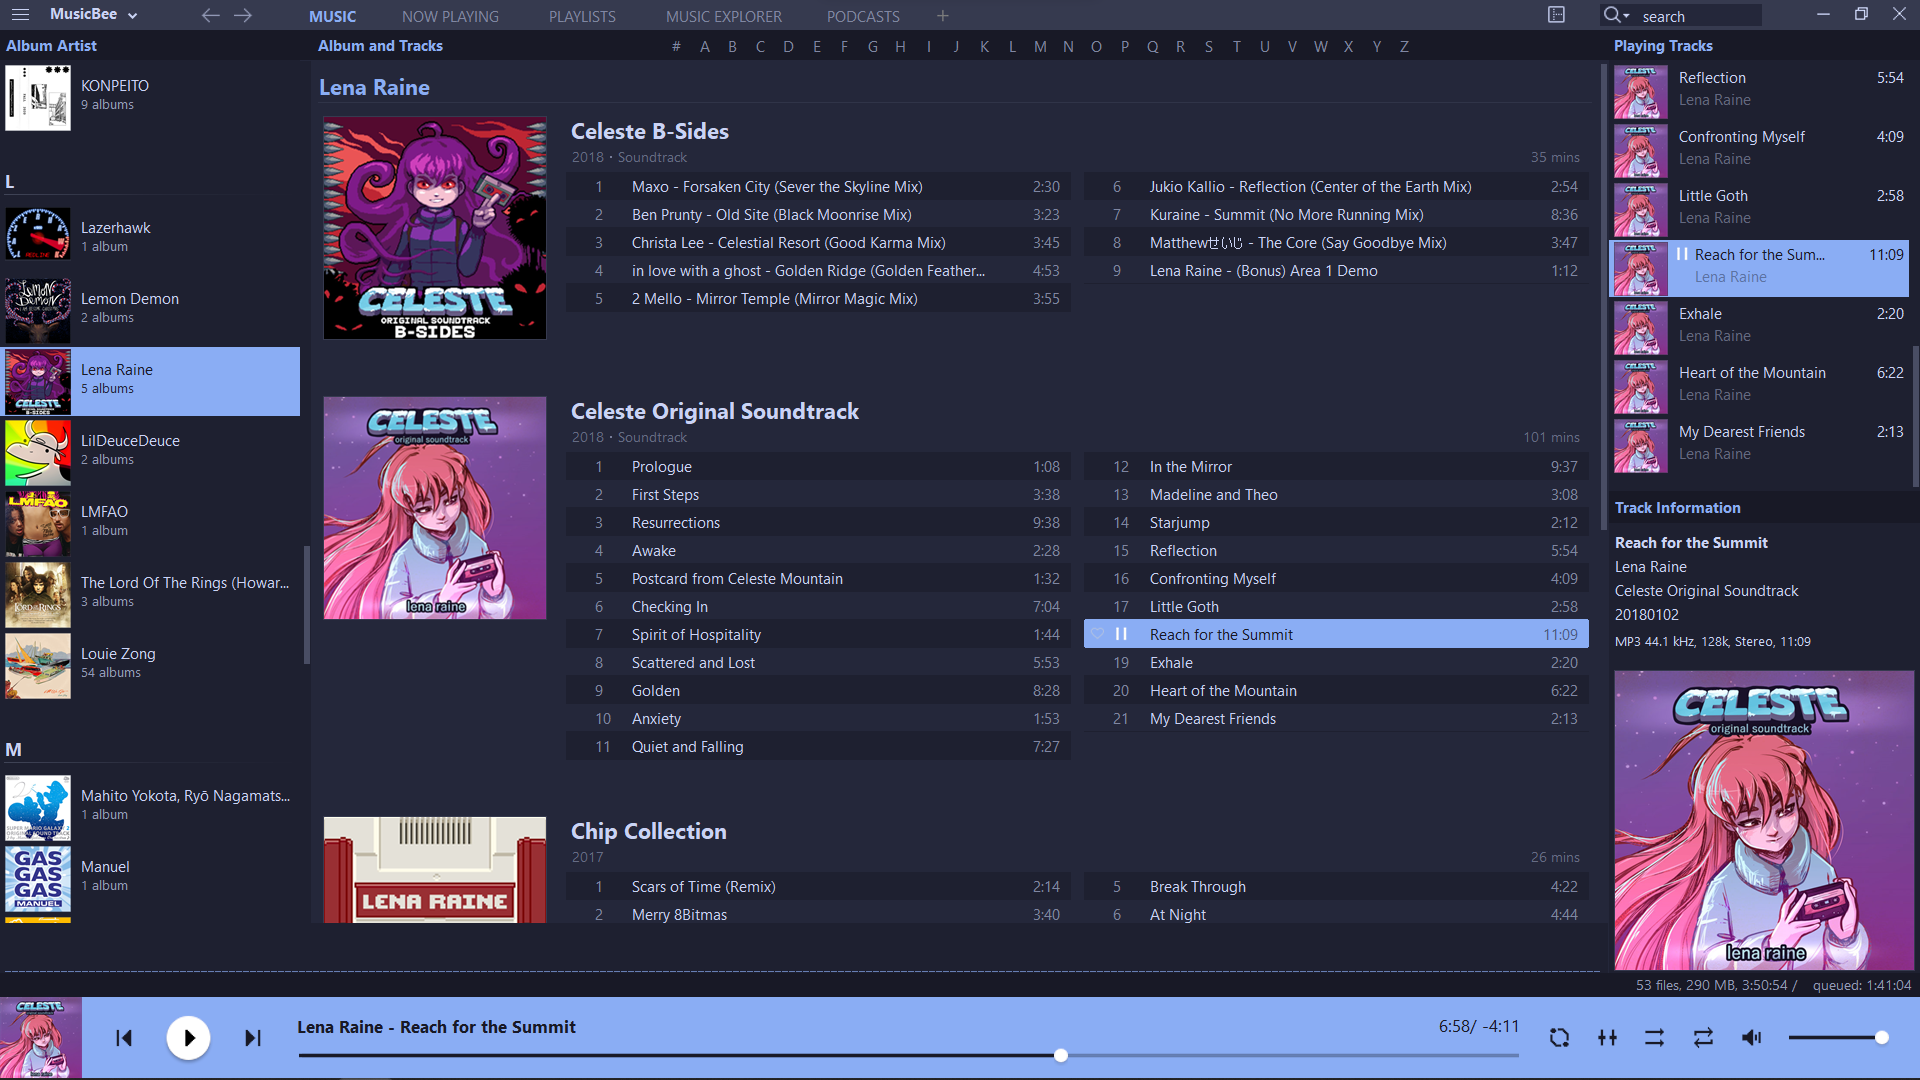 MusicBee
MUSIC
NOW PLAYING
PLAYLISTS
MUSIC EXPLORER
PODCASTS
search
Album Artist
Album and Tracks
# A B C D E F G H I J K L M N O P Q R S T U V W X Y Z
Playing Tracks
KONPEITO
9 albums
L
Lazerhawk
1 album
Lemon Demon
2 albums
Lena Raine
5 albums
LilDeuceDeuce
2 albums
LMFAO
1 album
The Lord Of The Rings (Howar...
3 albums
Louie Zong
54 albums
M
Mahito Yokota, Ryō Nagamats...
1 album
Manuel
1 album
Lena Raine
CELESTE
ORIGINAL SOUNDTRACK
B-SIDES
Celeste B-Sides
2018 • Soundtrack
35 mins
1 Maxo - Forsaken City (Sever the Skyline Mix) 2:30
2 Ben Prunty - Old Site (Black Moonrise Mix) 3:23
3 Christa Lee - Celestial Resort (Good Karma Mix) 3:45
4 in love with a ghost - Golden Ridge (Golden Feather... 4:53
5 2 Mello - Mirror Temple (Mirror Magic Mix) 3:55
6 Jukio Kallio - Reflection (Center of the Earth Mix) 2:54
7 Kuraine - Summit (No More Running Mix) 8:36
8 Matthewせいじ - The Core (Say Goodbye Mix) 3:47
9 Lena Raine - (Bonus) Area 1 Demo 1:12
CELESTE
original soundtrack
lena raine
Celeste Original Soundtrack
2018 • Soundtrack
101 mins
1 Prologue 1:08
2 First Steps 3:38
3 Resurrections 9:38
4 Awake 2:28
5 Postcard from Celeste Mountain 1:32
6 Checking In 7:04
7 Spirit of Hospitality 1:44
8 Scattered and Lost 5:53
9 Golden 8:28
10 Anxiety 1:53
11 Quiet and Falling 7:27
12 In the Mirror 9:37
13 Madeline and Theo 3:08
14 Starjump 2:12
15 Reflection 5:54
16 Confronting Myself 4:09
17 Little Goth 2:58
Reach for the Summit 11:09
19 Exhale 2:20
20 Heart of the Mountain 6:22
21 My Dearest Friends 2:13
LENA RAINE
Chip Collection
2017
26 mins
1 Scars of Time (Remix) 2:14
2 Merry 8Bitmas 3:40
5 Break Through 4:22
6 At Night 4:44
Reflection 5:54
Lena Raine
Confronting Myself 4:09
Lena Raine
Little Goth 2:58
Lena Raine
Reach for the Sum... 11:09
Lena Raine
Exhale 2:20
Lena Raine
Heart of the Mountain 6:22
Lena Raine
My Dearest Friends 2:13
Lena Raine
Track Information
Reach for the Summit
Lena Raine
Celeste Original Soundtrack
20180102
MP3 44.1 kHz, 128k, Stereo, 11:09
CELESTE
original soundtrack
lena raine
53 files, 290 MB, 3:50:54 / queued: 1:41:04
Lena Raine - Reach for the Summit
6:58/ -4:11